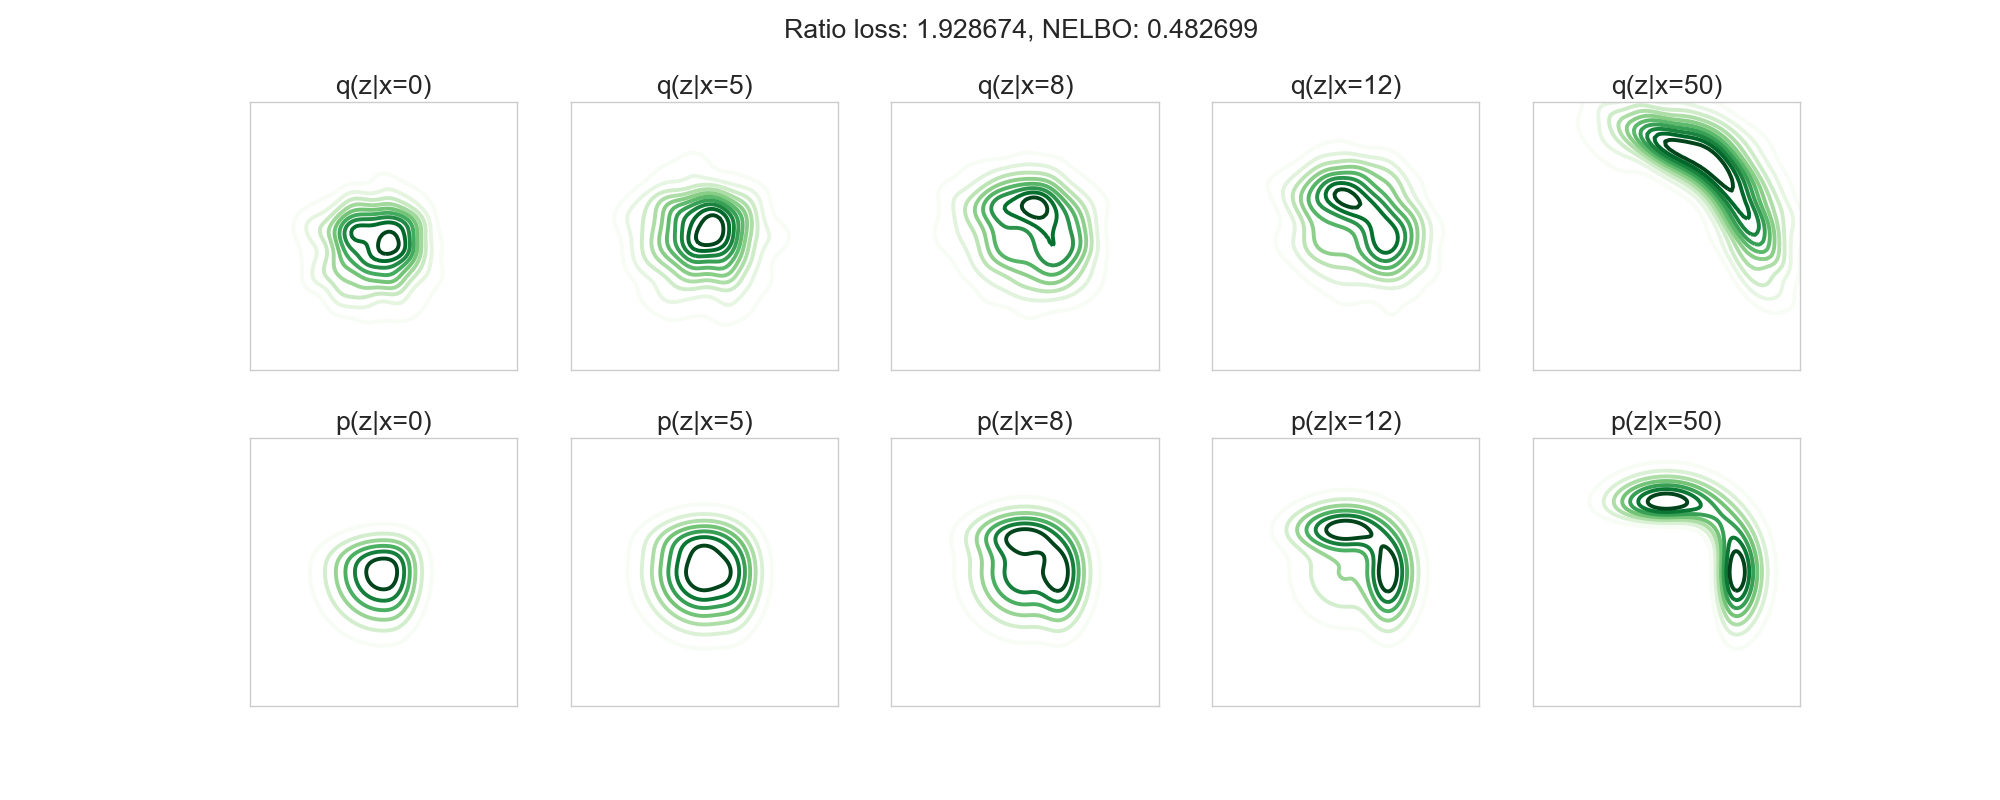 Ratio loss: 1.928674, NELBO: 0.482699
q(z|x=0) q(z|x=5) q(z|x=8) q(z|x=12) q(z|x=50)
p(z|x=0) p(z|x=5) p(z|x=8) p(z|x=12) p(z|x=50)